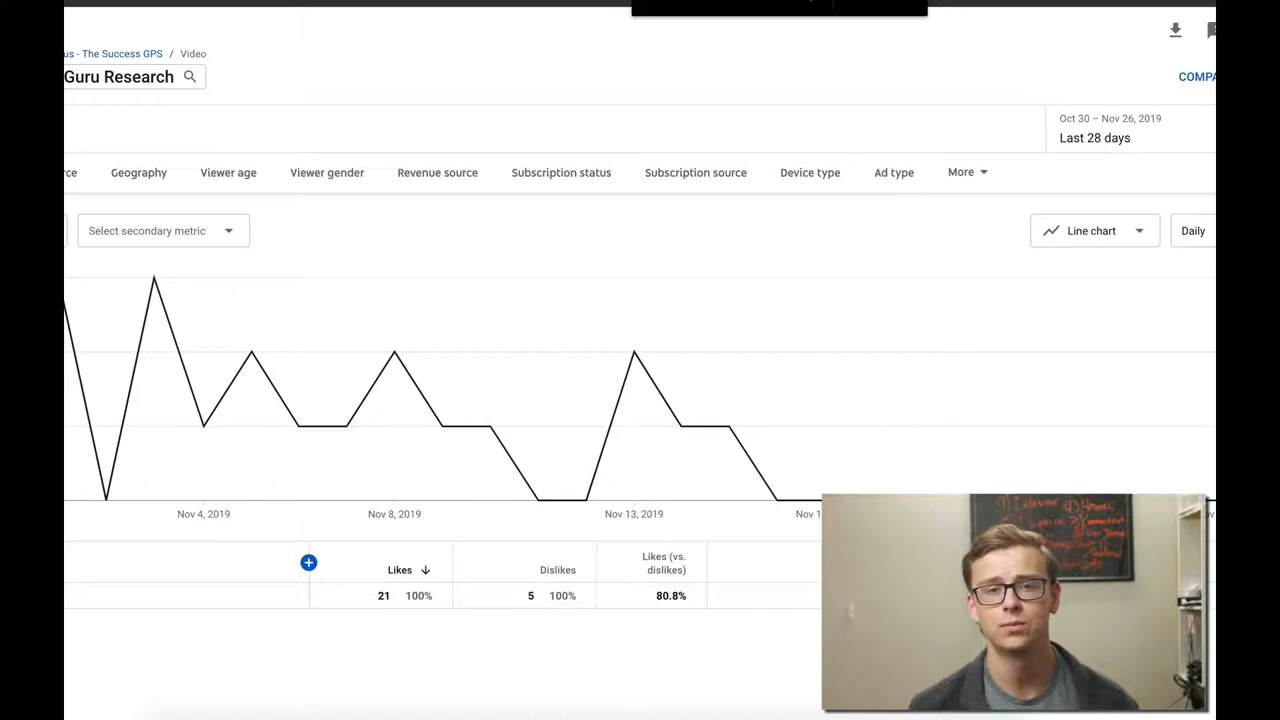 us - The Success GPS / Video
Guru Research
COMPA
Oct 30 – Nov 26, 2019
Last 28 days
rce Geography Viewer age Viewer gender Revenue source Subscription status Subscription source Device type Ad type More
Select secondary metric
Line chart
Daily
Nov 4, 2019 Nov 8, 2019 Nov 13, 2019 Nov 1
Likes Dislikes Likes (vs. dislikes)
21 100% 5 100% 80.8%